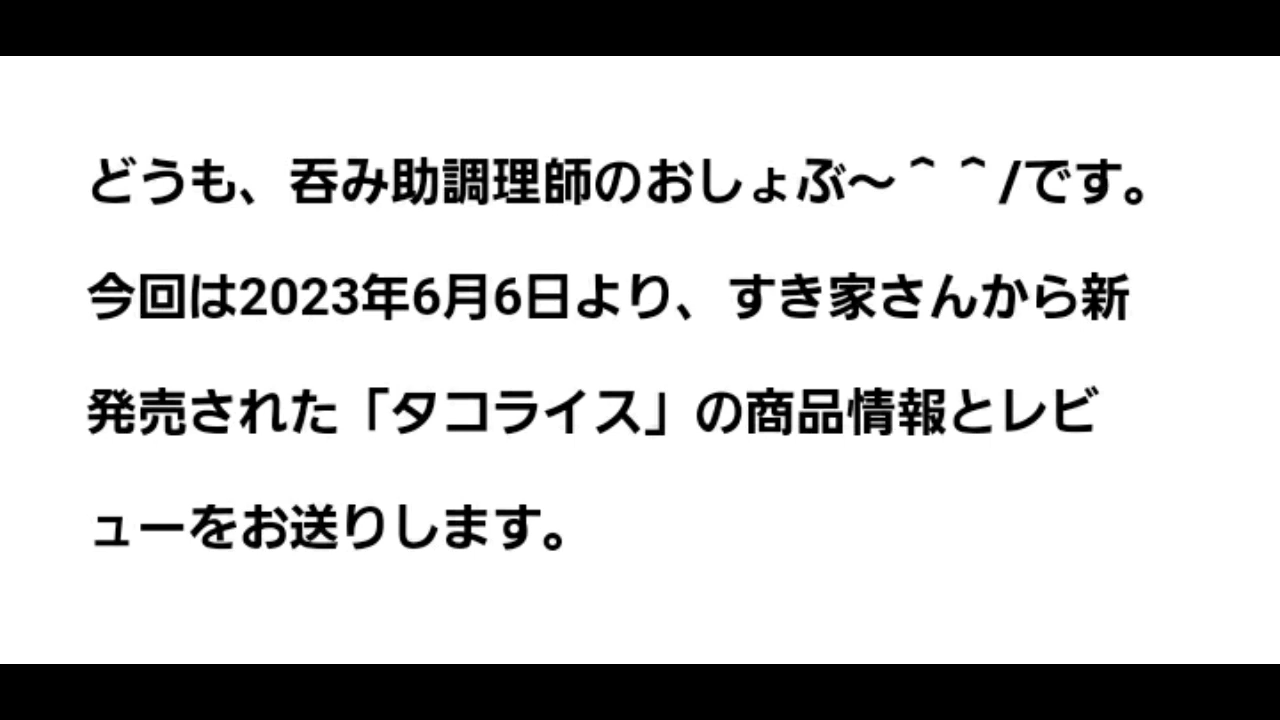 どうも、呑み助調理師のおしょぶ〜＾＾/です。
今回は2023年6月6日より、すき家さんから新
発売された「タコライス」の商品情報とレビ
ューをお送りします。